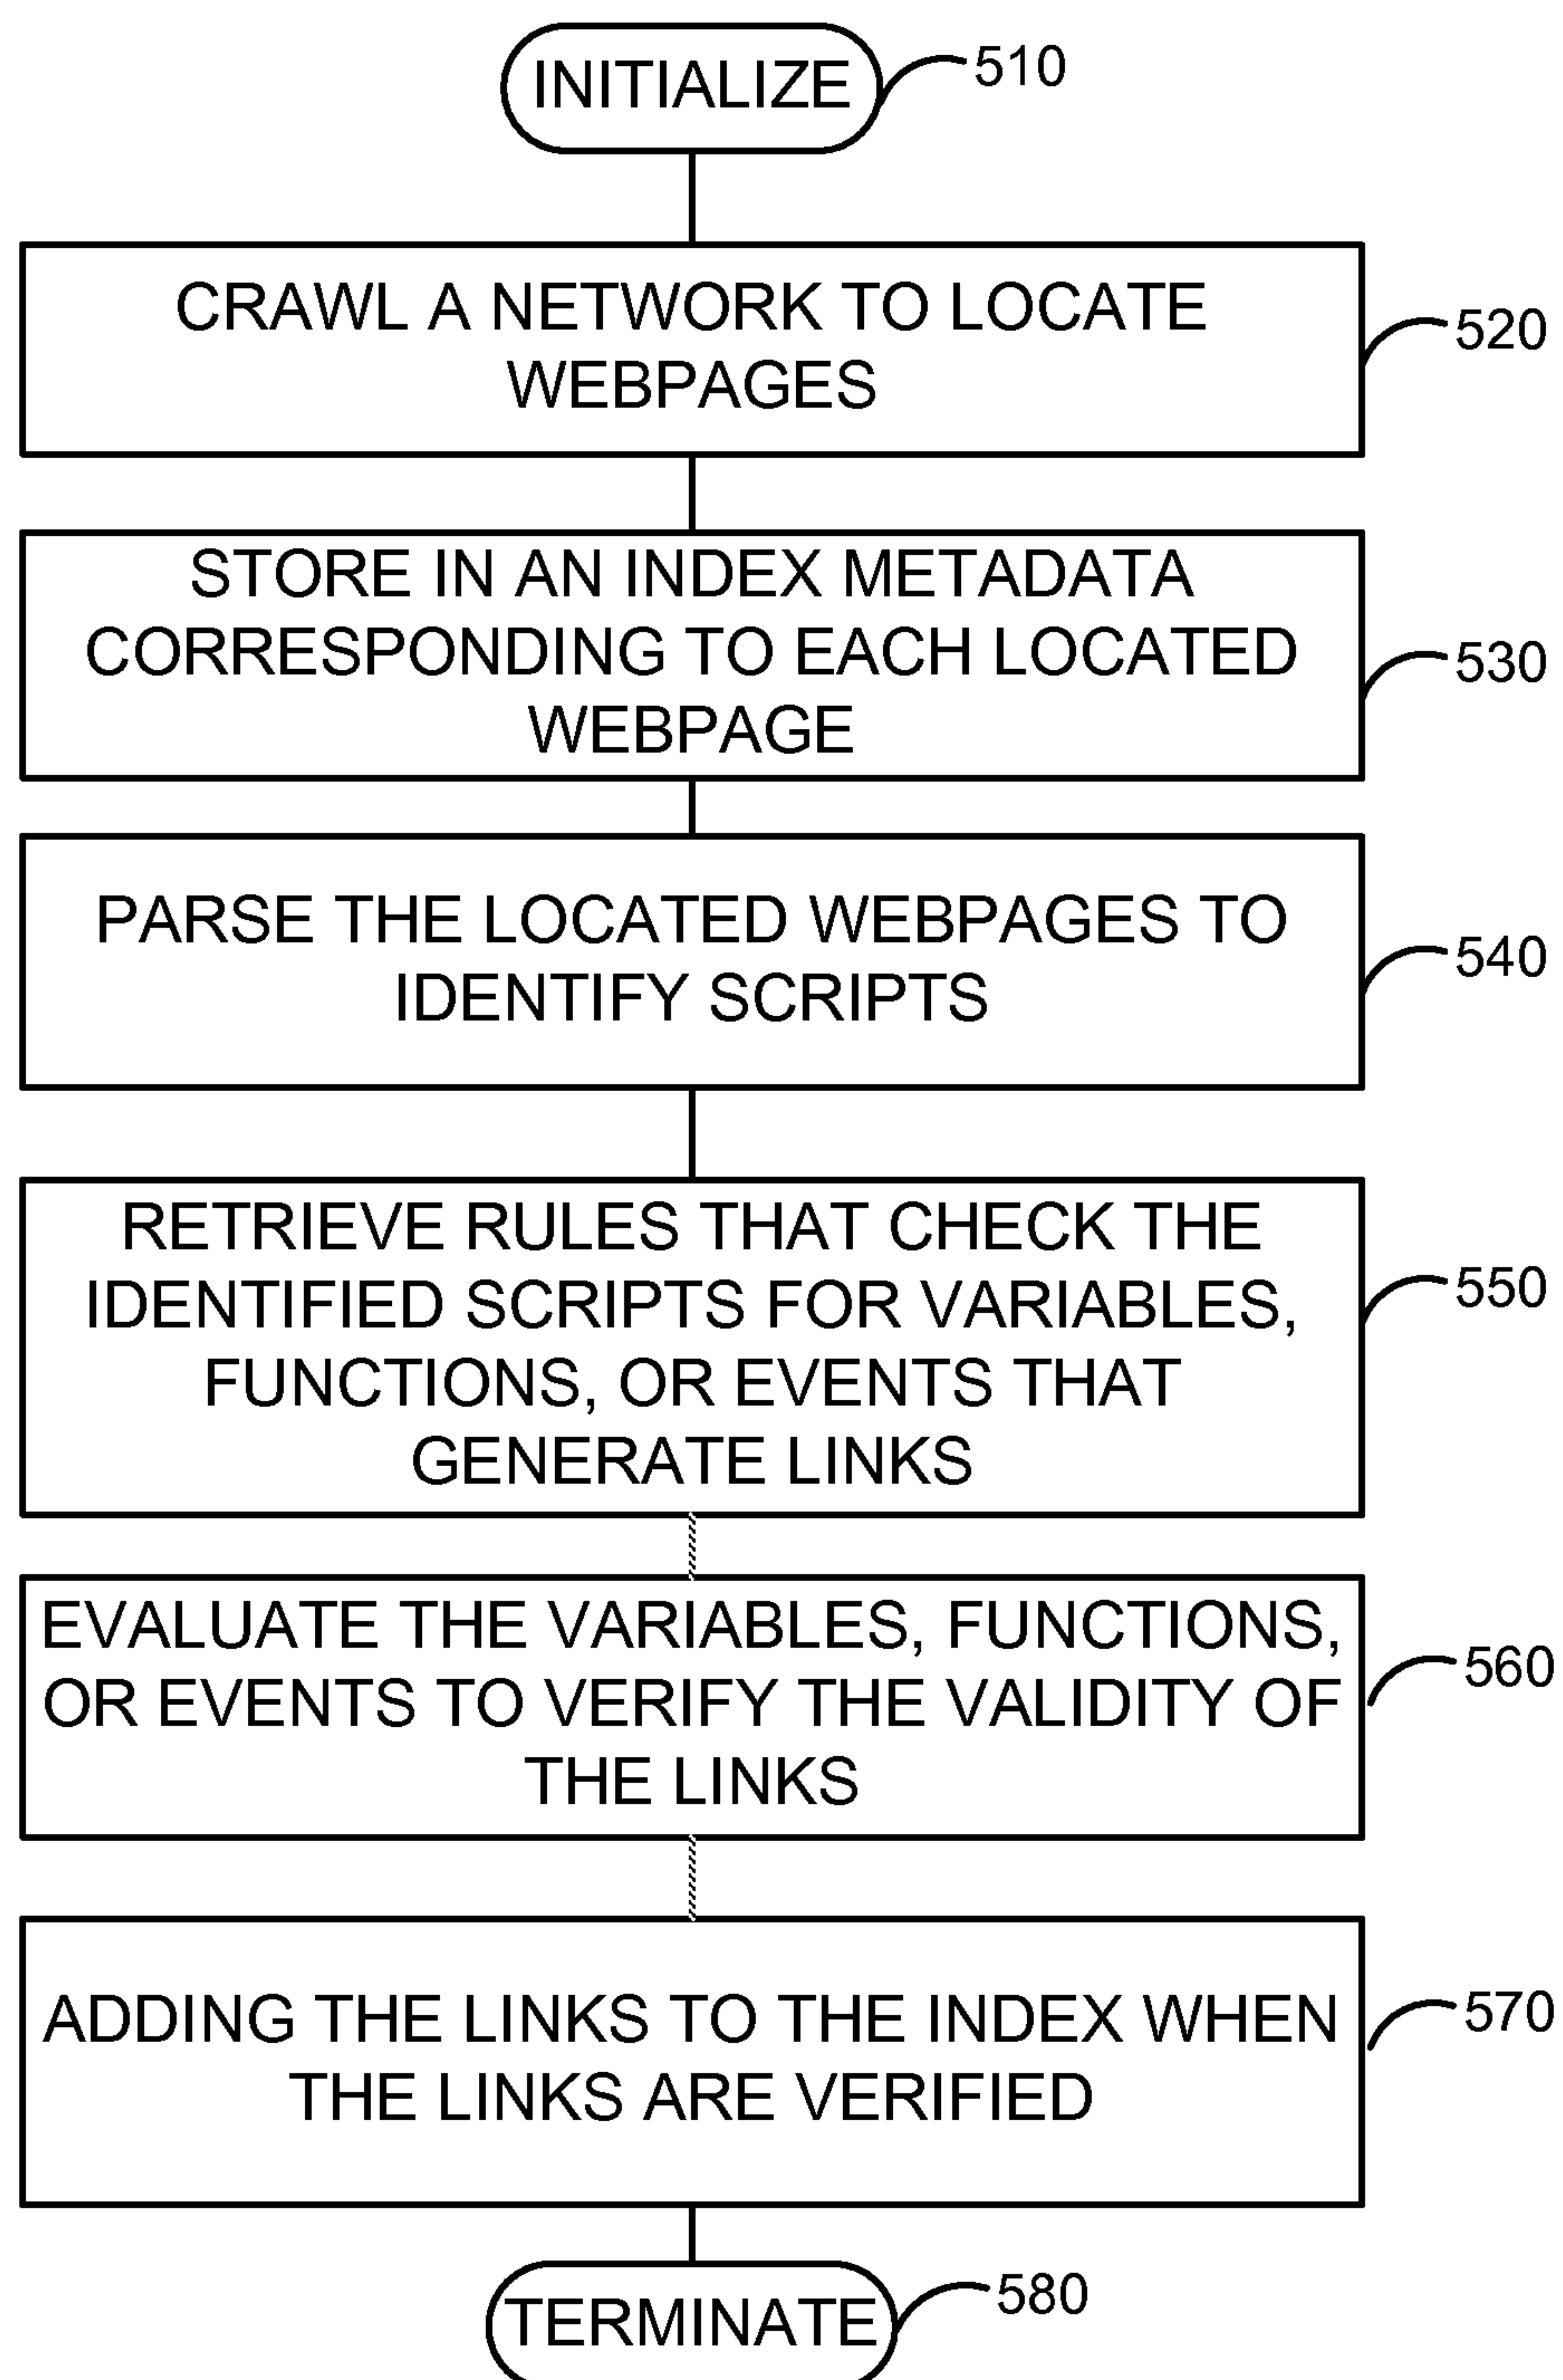 INITIALIZE
510
CRAWL A NETWORK TO LOCATE
WEBPAGES
520
STORE IN AN INDEX METADATA
CORRESPONDING TO EACH LOCATED
WEBPAGE
530
PARSE THE LOCATED WEBPAGES TO
IDENTIFY SCRIPTS
540
RETRIEVE RULES THAT CHECK THE
IDENTIFIED SCRIPTS FOR VARIABLES,
FUNCTIONS, OR EVENTS THAT
GENERATE LINKS
550
EVALUATE THE VARIABLES, FUNCTIONS,
OR EVENTS TO VERIFY THE VALIDITY OF
THE LINKS
560
ADDING THE LINKS TO THE INDEX WHEN
THE LINKS ARE VERIFIED
570
TERMINATE
580